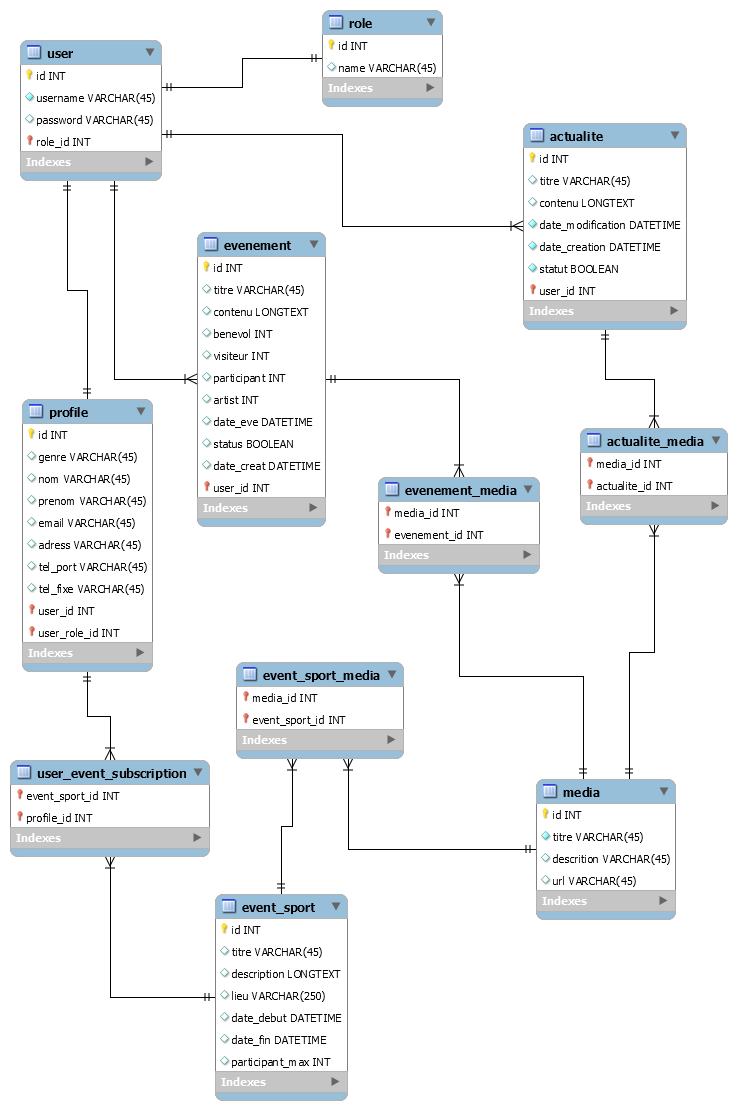 role
id INT
name VARCHAR(45)
Indexes
user
id INT
username VARCHAR(45)
password VARCHAR(45)
role_id INT
Indexes
actualite
id INT
titre VARCHAR(45)
contenu LONGTEXT
date_modification DATETIME
date_creation DATETIME
statut BOOLEAN
user_id INT
Indexes
evenement
id INT
titre VARCHAR(45)
contenu LONGTEXT
benevol INT
visiteur INT
participant INT
artist INT
date_eve DATETIME
status BOOLEAN
date_creat DATETIME
user_id INT
Indexes
profile
id INT
genre VARCHAR(45)
nom VARCHAR(45)
prenom VARCHAR(45)
email VARCHAR(45)
adress VARCHAR(45)
tel_port VARCHAR(45)
tel_fixe VARCHAR(45)
user_id INT
user_role_id INT
Indexes
actualite_media
media_id INT
actualite_id INT
Indexes
evenement_media
media_id INT
evenement_id INT
Indexes
event_sport_media
media_id INT
event_sport_id INT
Indexes
user_event_subscription
event_sport_id INT
profile_id INT
Indexes
media
id INT
titre VARCHAR(45)
descrition VARCHAR(45)
url VARCHAR(45)
Indexes
event_sport
id INT
titre VARCHAR(45)
description LONGTEXT
lieu VARCHAR(250)
date_debut DATETIME
date_fin DATETIME
participant_max INT
Indexes